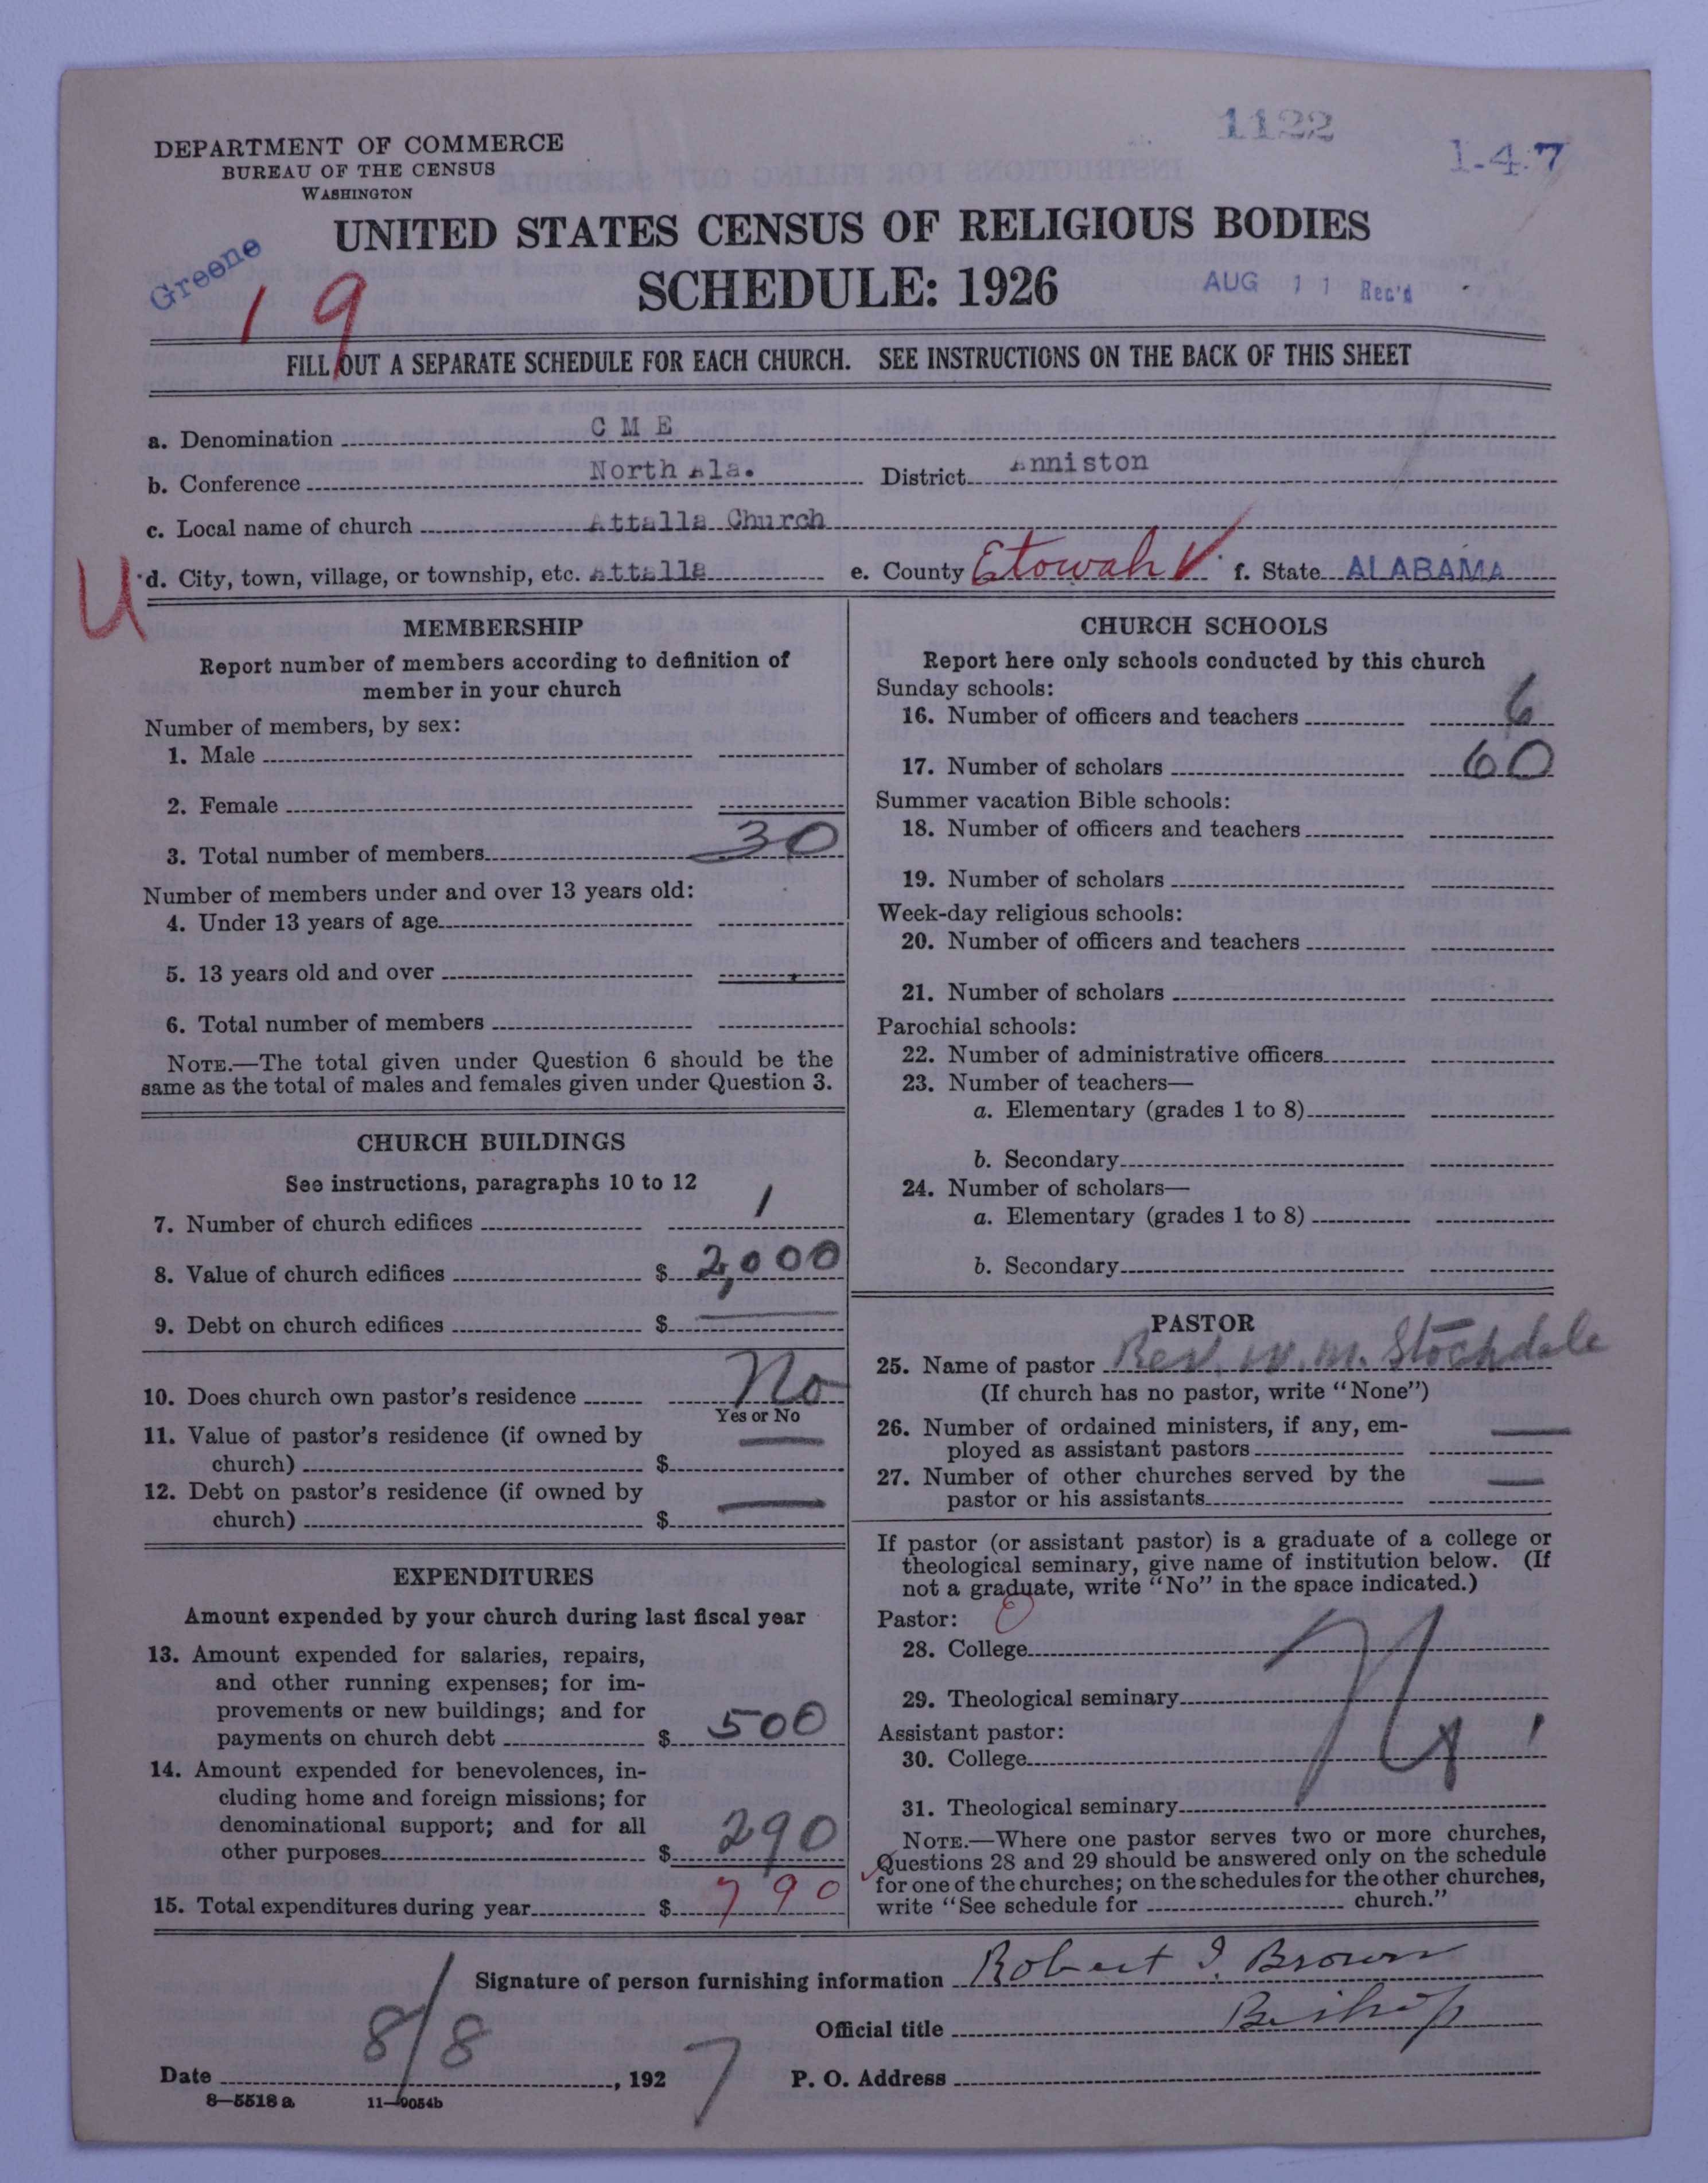 1122
1-4-7
DEPARTMENT OF COMMERCE
BUREAU OF THE CENSUS
WASHINGTON
UNITED STATES CENSUS OF RELIGIOUS BODIES
Greene
19
SCHEDULE: 1926
AUG 11 Rec'd
FILL OUT A SEPARATE SCHEDULE FOR EACH CHURCH. SEE INSTRUCTIONS ON THE BACK OF THIS SHEET
a. Denomination C M E
b. Conference North Ala. District Anniston
c. Local name of church Attalla Church
U d. City, town, village, or township, etc. Attalla e. County Etowah ✓ f. State ALABAMA
MEMBERSHIP
Report number of members according to definition of
member in your church
Number of members, by sex:
1. Male
2. Female
3. Total number of members 30
Number of members under and over 13 years old:
4. Under 13 years of age
5. 13 years old and over
6. Total number of members
NOTE.—The total given under Question 6 should be the
same as the total of males and females given under Question 3.
CHURCH BUILDINGS
See instructions, paragraphs 10 to 12
7. Number of church edifices 1
8. Value of church edifices $ 2,000
9. Debt on church edifices $ —
10. Does church own pastor's residence No
Yes or No
11. Value of pastor's residence (if owned by
church) $ —
12. Debt on pastor's residence (if owned by
church) $ —
EXPENDITURES
Amount expended by your church during last fiscal year
13. Amount expended for salaries, repairs,
and other running expenses; for im-
provements or new buildings; and for
payments on church debt $ 500
14. Amount expended for benevolences, in-
cluding home and foreign missions; for
denominational support; and for all
other purposes $ 290
15. Total expenditures during year $ 790
CHURCH SCHOOLS
Report here only schools conducted by this church
Sunday schools:
16. Number of officers and teachers 6
17. Number of scholars 60
Summer vacation Bible schools:
18. Number of officers and teachers
19. Number of scholars
Week-day religious schools:
20. Number of officers and teachers
21. Number of scholars
Parochial schools:
22. Number of administrative officers
23. Number of teachers—
a. Elementary (grades 1 to 8)
b. Secondary
24. Number of scholars—
a. Elementary (grades 1 to 8)
b. Secondary
PASTOR
25. Name of pastor Rev. W. M. Stochdale
(If church has no pastor, write "None")
26. Number of ordained ministers, if any, em-
ployed as assistant pastors —
27. Number of other churches served by the
pastor or his assistants —
If pastor (or assistant pastor) is a graduate of a college or
theological seminary, give name of institution below. (If
not a graduate, write "No" in the space indicated.)
Pastor: 0
28. College
29. Theological seminary
Assistant pastor:
30. College
31. Theological seminary
NOTE.—Where one pastor serves two or more churches,
Questions 28 and 29 should be answered only on the schedule
for one of the churches; on the schedules for the other churches,
write "See schedule for church."
Signature of person furnishing information Robert I. Brown
Official title Bishop
Date 8/8, 1927 P. O. Address
8—5518 a 11—9054b